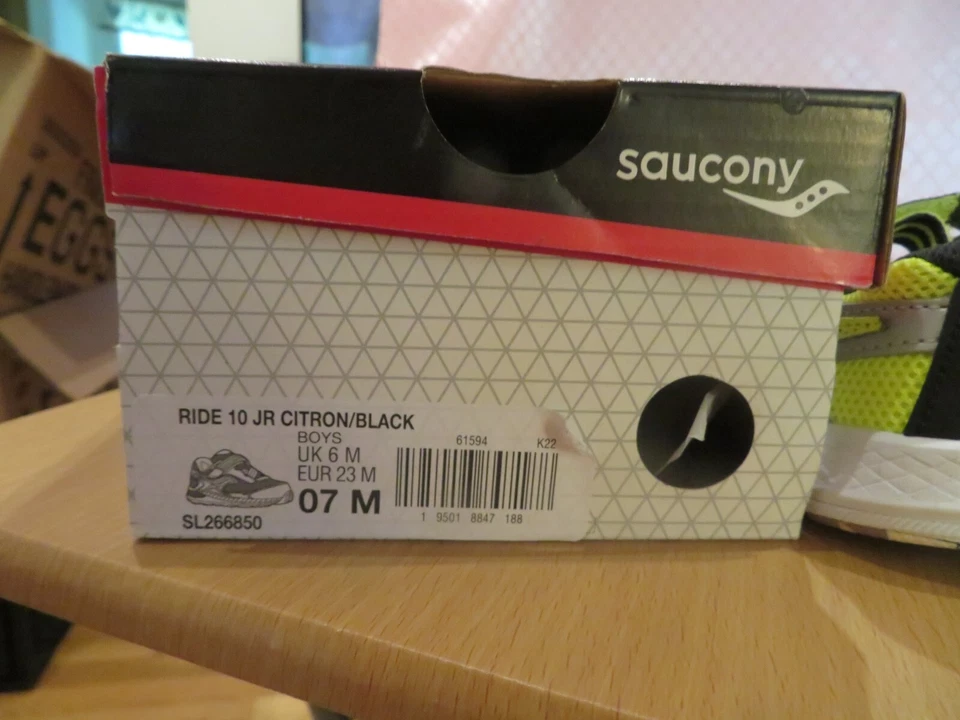 saucony
EGGS
RIDE 10 JR CITRON/BLACK
BOYS
UK 6 M
EUR 23 M
07 M
61594
K22
1 9501 8847 188
SL266850